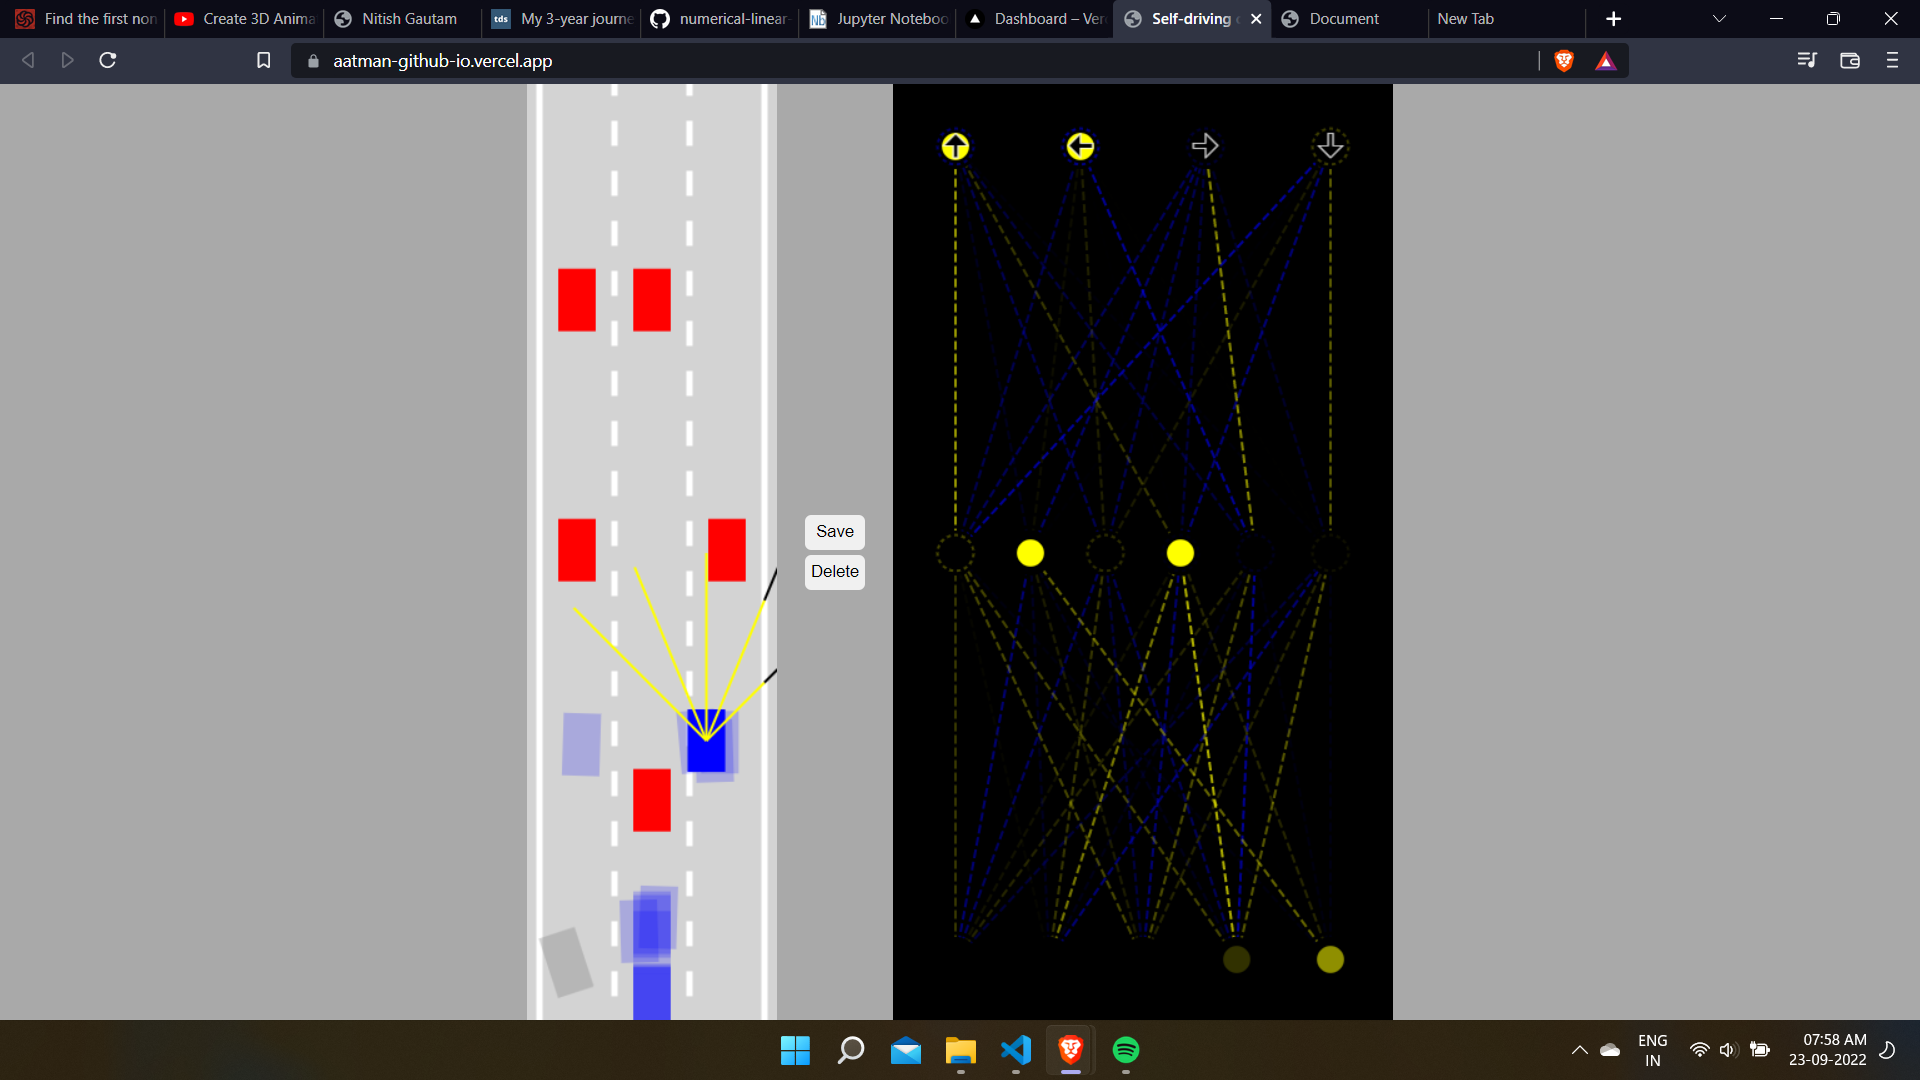 Find the first non
Create 3D Anima
Nitish Gautam
tds
My 3-year journe
numerical-linear-
Jupyter Noteboo
Dashboard – Ver
Self-driving
Document
New Tab
aatman-github-io.vercel.app
Save
Delete
ENG
IN
07:58 AM
23-09-2022